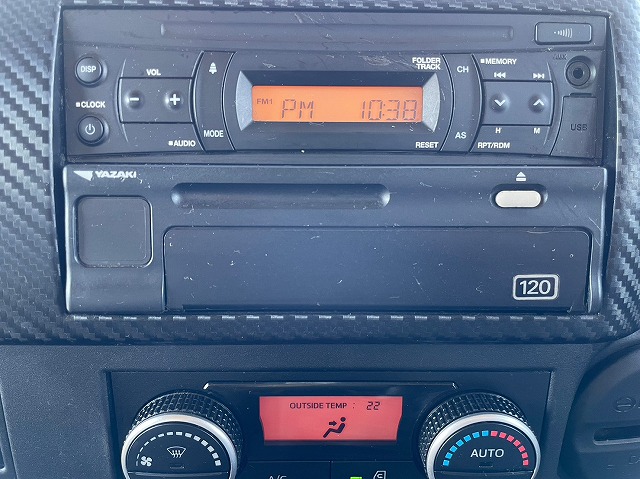 DISP
VOL
− +
■CLOCK
■AUDIO
MODE
FM1 PM 10:38
FOLDER
·TRACK
RESET
CH
AS
■MEMORY
H M
RPT/RDM
AUX
USB
YAZAKI
120
OUTSIDE TEMP : 22
AUTO
A/C